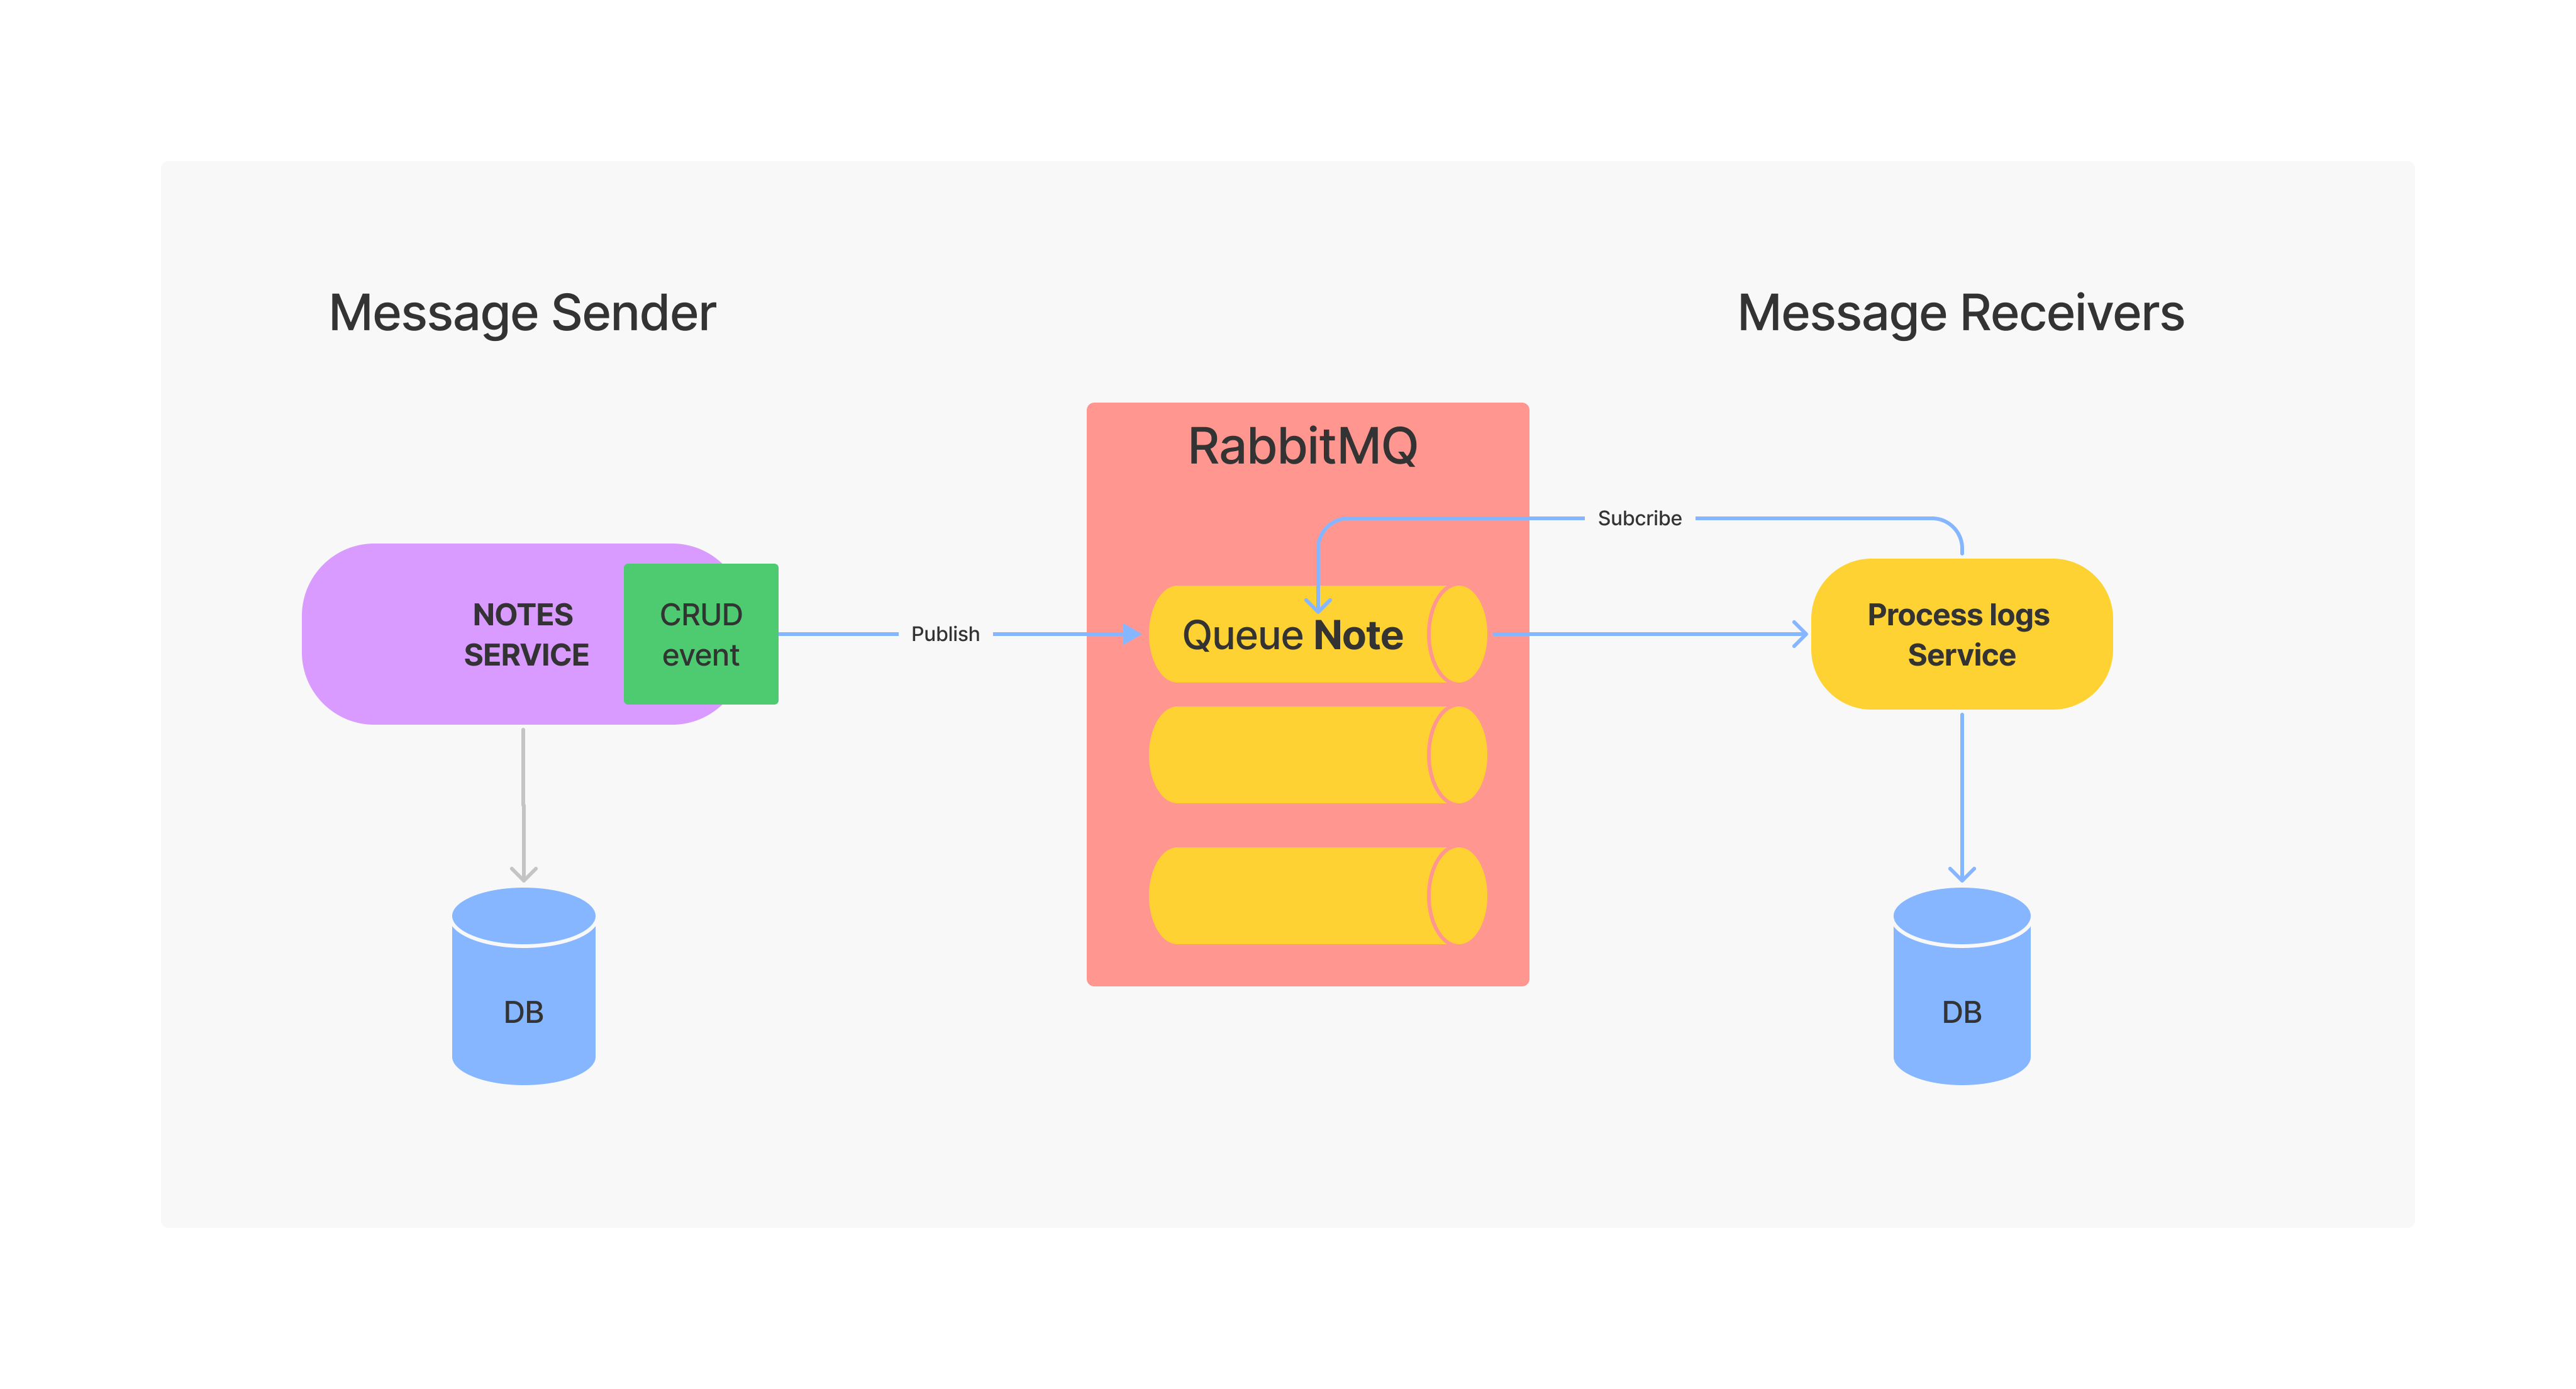 Message Sender
Message Receivers
RabbitMQ
Subcribe
NOTES
SERVICE
CRUD
event
Publish
Queue Note
Process logs
Service
DB
DB